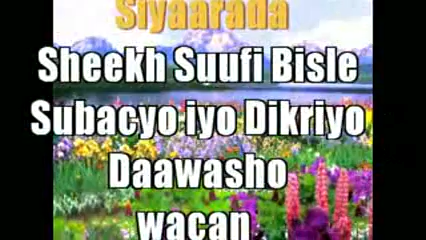 Siyaarada
Sheekh Suufi Bisle
Subacyo iyo Dikriyo
Daawasho
wacan